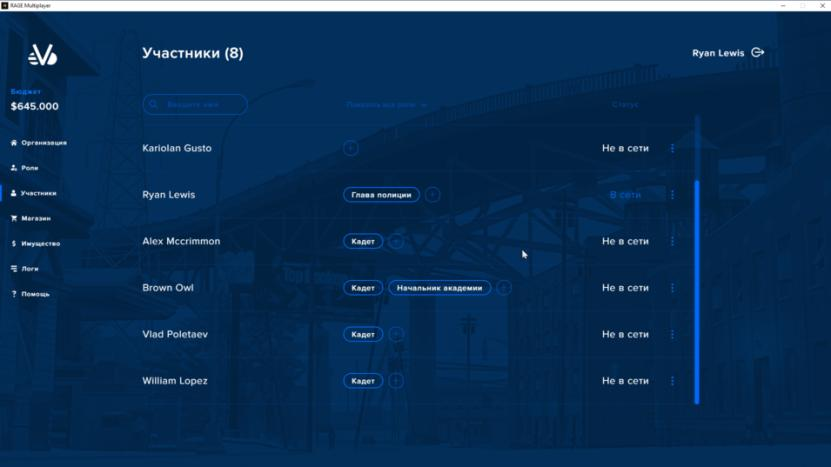 RAGE Multiplayer
Участники (8)
Ryan Lewis
Бюджет
$645.000
Введите имя
Показать все роли
Статус
Организация
Роли
Участники
Магазин
Имущество
Логи
Помощь
Kariolan Gusto
Не в сети
Ryan Lewis
Глава полиции
В сети
Alex Mccrimmon
Кадет
Не в сети
Brown Owl
Кадет
Начальник академии
Не в сети
Vlad Poletaev
Кадет
Не в сети
William Lopez
Кадет
Не в сети